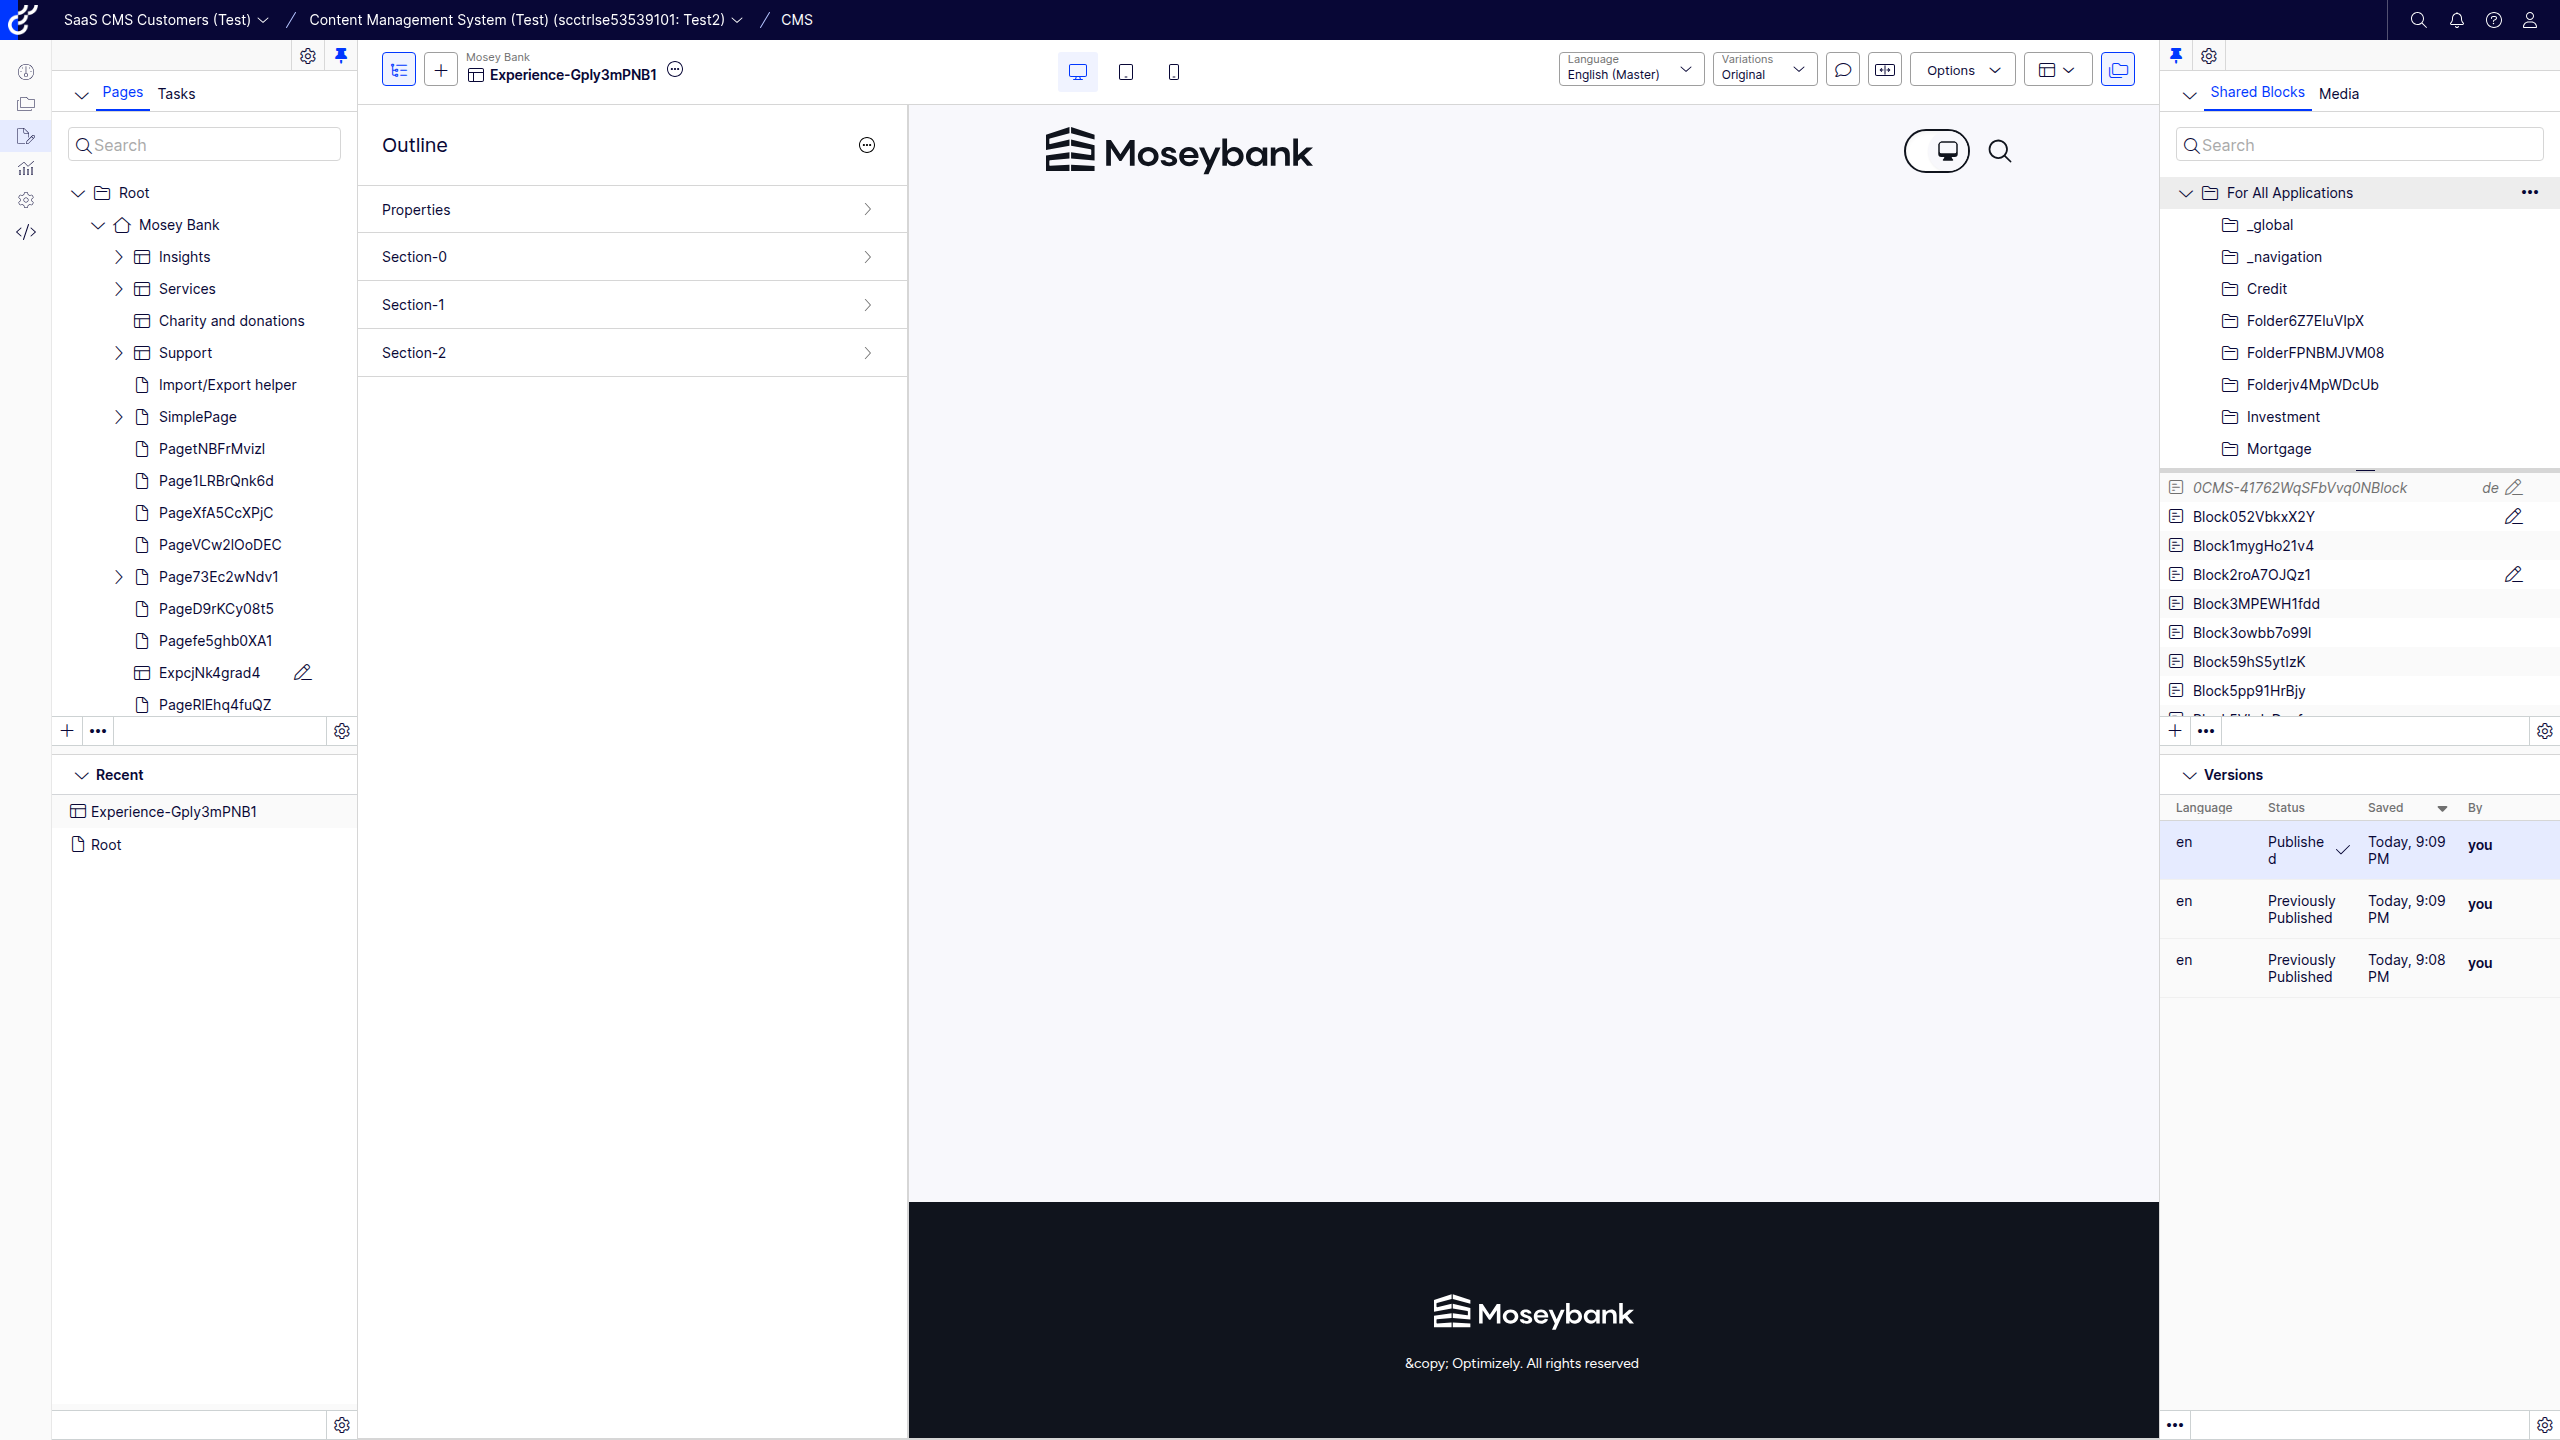 SaaS CMS Customers (Test) / Content Management System (Test) (scctrlse53539101: Test2) / CMS
Pages Tasks
Search
Root
Mosey Bank
Insights
Services
Charity and donations
Support
Import/Export helper
SimplePage
PagetNBFrMvizI
Page1LRBrQnk6d
PageXfA5CcXPjC
PageVCw2lOoDEC
Page73Ec2wNdv1
PageD9rKCy08t5
Pagefe5ghb0XA1
ExpcjNk4grad4
PageRlEhq4fuQZ
Recent
Experience-Gply3mPNB1
Root
Mosey Bank
Experience-Gply3mPNB1
Language
English (Master)
Variations
Original
Options
Outline
Properties
Section-0
Section-1
Section-2
Moseybank
Moseybank
&copy; Optimizely. All rights reserved
Shared Blocks Media
Search
For All Applications
_global
_navigation
Credit
Folder6Z7EluVlpX
FolderFPNBMJVM08
Folderjv4MpWDcUb
Investment
Mortgage
0CMS-41762WqSFbVvq0NBlock de
Block052VbkxX2Y
Block1mygHo21v4
Block2roA7OJQz1
Block3MPEWH1fdd
Block3owbb7o99I
Block59hS5ytIzK
Block5pp91HrBjy
Versions
Language Status Saved By
en Publishe Today, 9:09 you
d PM
en Previously Today, 9:09 you
Published PM
en Previously Today, 9:08 you
Published PM